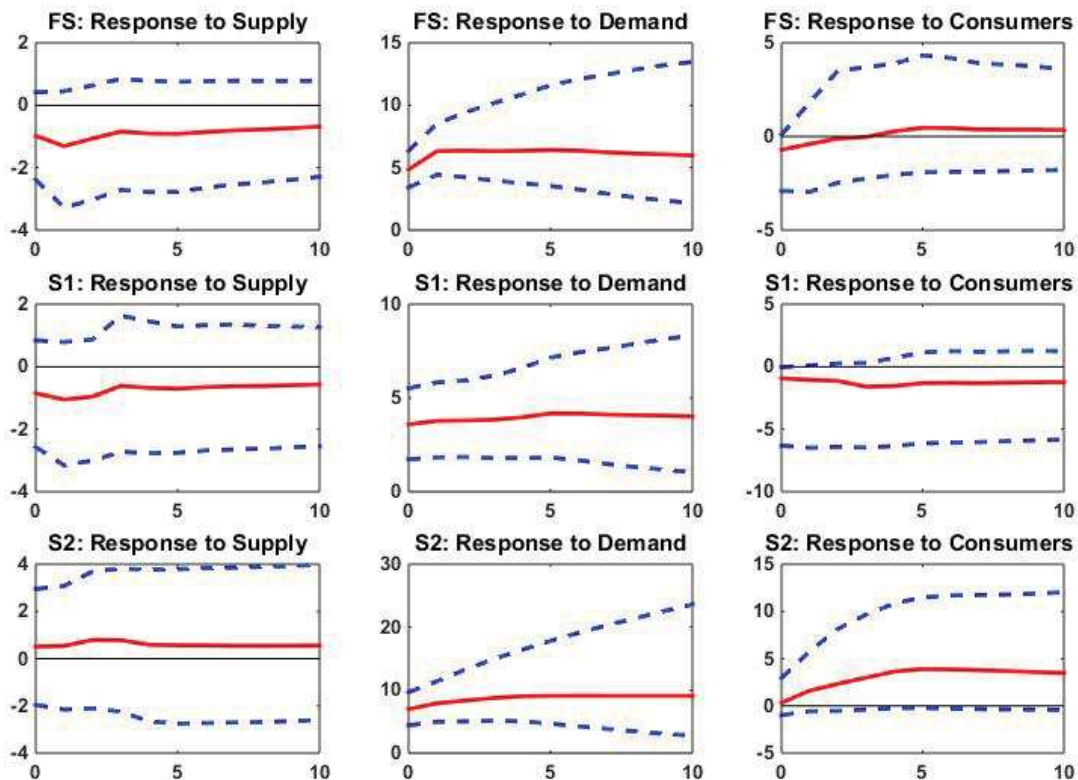 FS: Response to Supply
2
0
-2
-4
0 5 10
FS: Response to Demand
15
10
5
0
0 5 10
FS: Response to Consumers
5
0
-5
0 5 10
S1: Response to Supply
2
0
-2
-4
0 5 10
S1: Response to Demand
10
5
0
0 5 10
S1: Response to Consumers
5
0
-5
-10
0 5 10
S2: Response to Supply
4
2
0
-2
-4
0 5 10
S2: Response to Demand
30
20
10
0
0 5 10
S2: Response to Consumers
15
10
5
0
-5
0 5 10